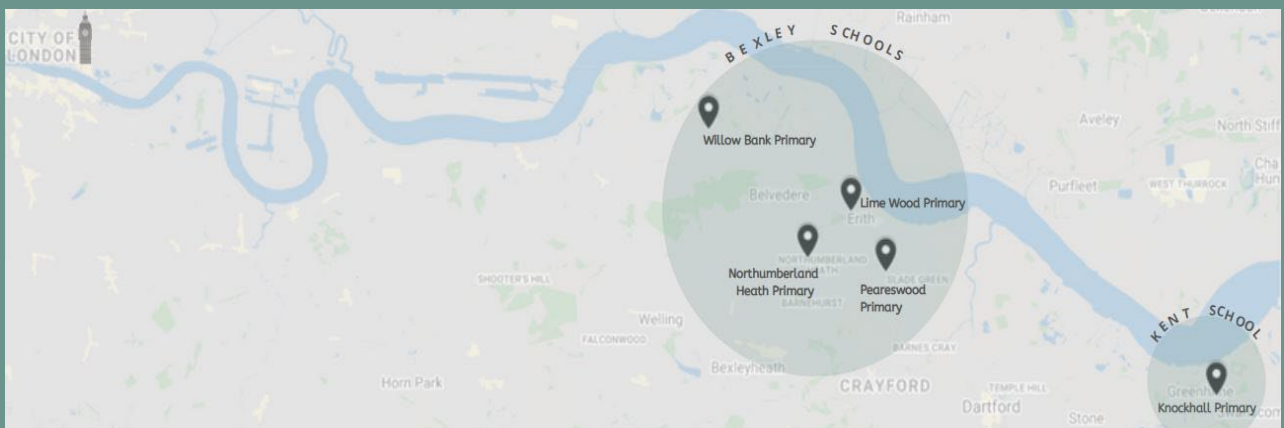 CITY OF
LONDON
Rainham
BEXLEY SCHOOLS
Aveley
North Stiff
Willow Bank Primary
Purfleet
WEST THURROCK
Belvedere
Lime Wood Primary
Erith
NORTHUMBERLAND
HEATH
Northumberland
Heath Primary
SLADE GREEN
Peareswood
Primary
BARNEHURST
SHOOTER'S HILL
Welling
FALCONWOOD
KENT SCHOOL
BARNES CRAY
Bexleyheath
Horn Park
CRAYFORD
TEMPLE HILL
Dartford
Stone
Greenhithe
Knockhall Primary